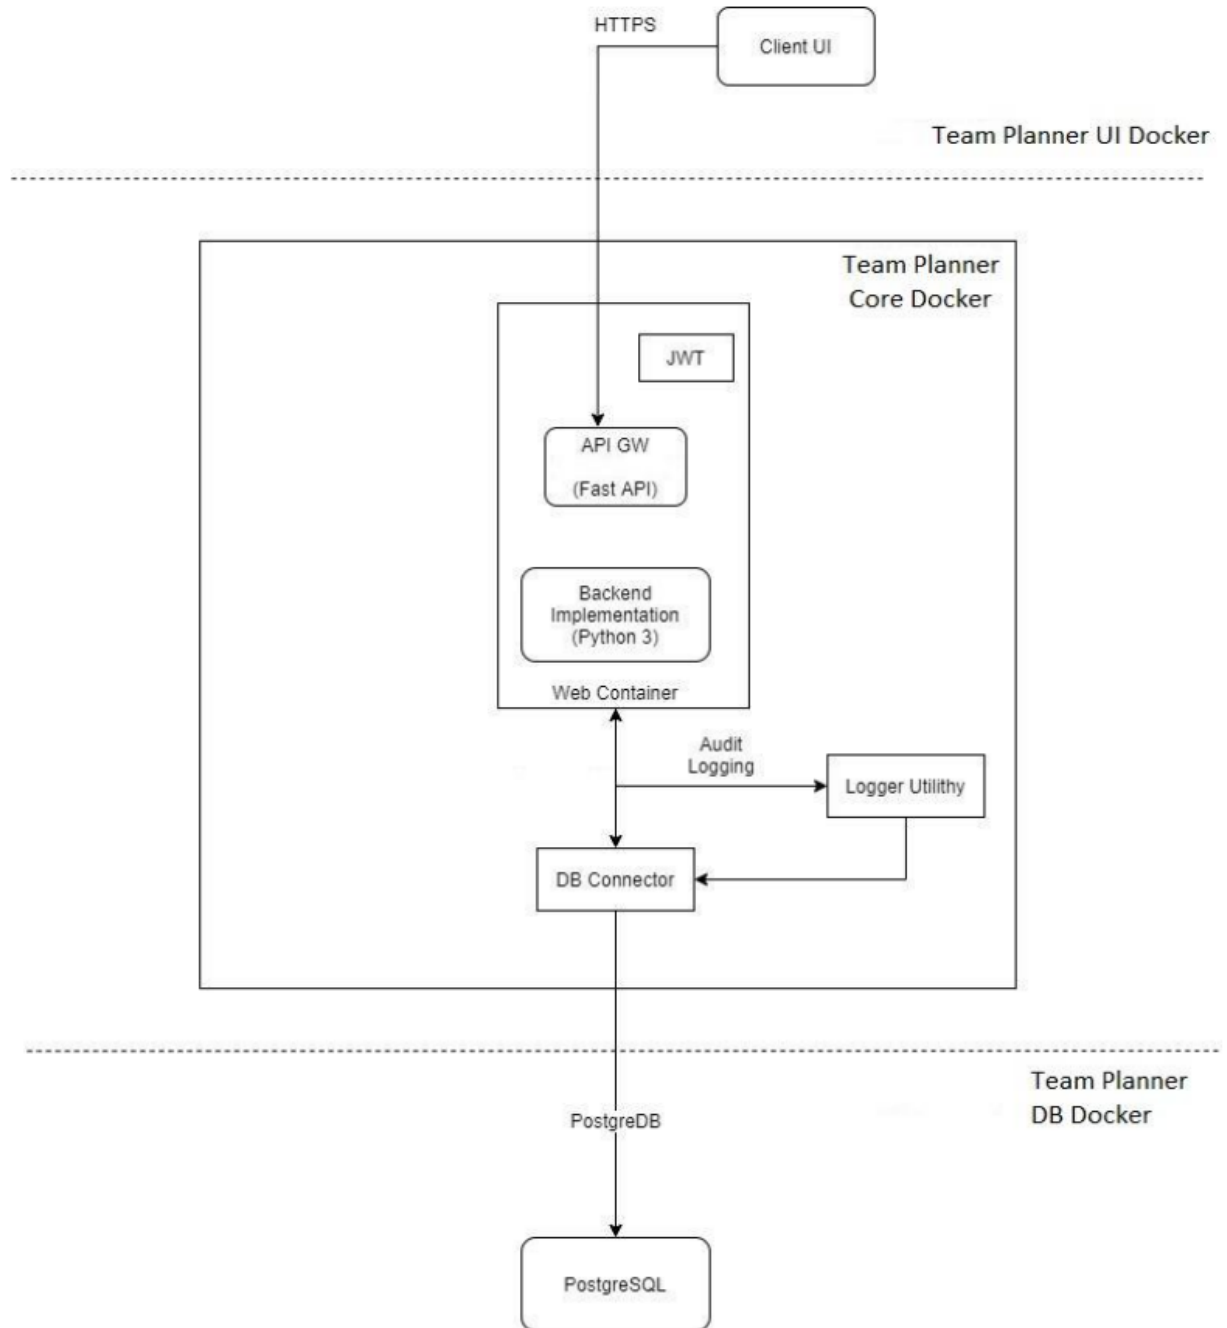 HTTPS
Client UI
Team Planner UI Docker
Team Planner
Core Docker
JWT
API GW
(Fast API)
Backend
Implementation
(Python 3)
Web Container
Audit
Logging
Logger Utilithy
DB Connector
Team Planner
DB Docker
PostgreDB
PostgreSQL